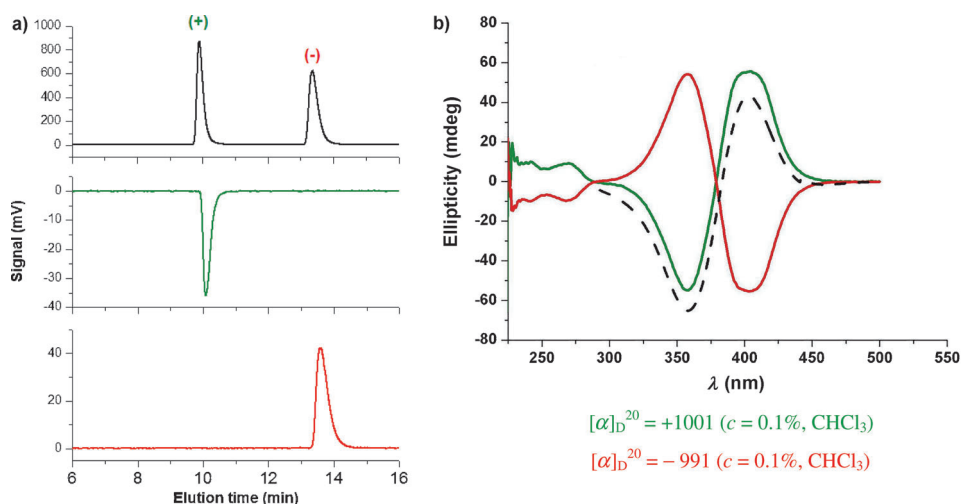 a)
(+)
(-)
1000
800
600
400
200
0
0
-10
-20
-30
-40
40
20
0
6 8 10 12 14 16
Signal (mV)
Elution time (min)
b)
80
60
40
20
0
-20
-40
-60
-80
250 300 350 400 450 500 550
Ellipticity (mdeg)
λ (nm)
[α]D²⁰ = +1001 (c = 0.1%, CHCl₃)
[α]D²⁰ = – 991 (c = 0.1%, CHCl₃)